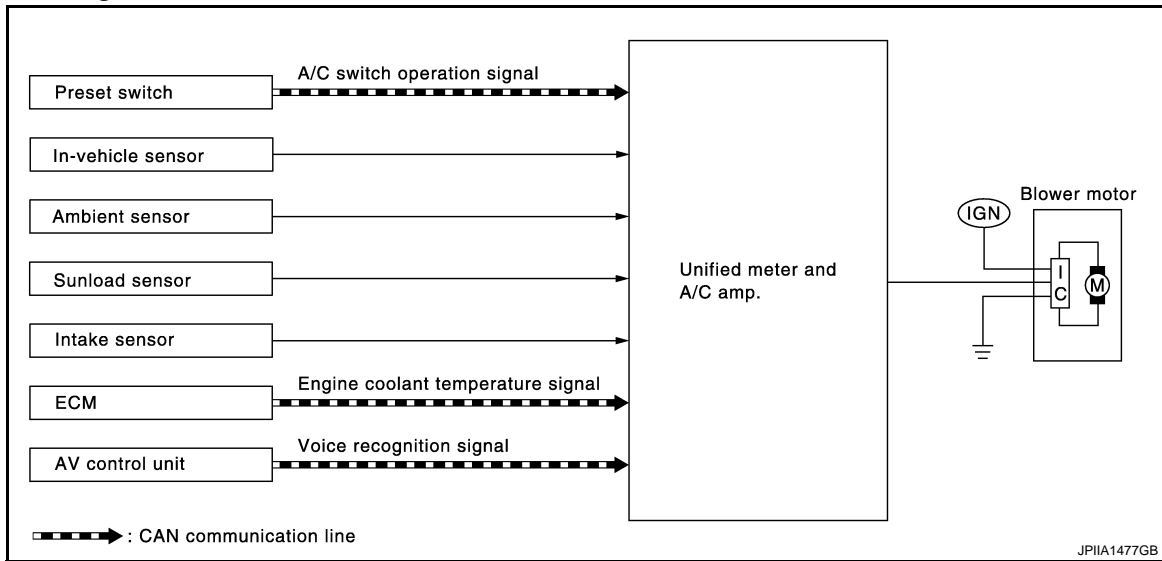 A/C switch operation signal
Preset switch
In-vehicle sensor
Ambient sensor
Sunload sensor
Intake sensor
Engine coolant temperature signal
ECM
Voice recognition signal
AV control unit
Unified meter and
A/C amp.
Blower motor
IGN
I
C
M
: CAN communication line
JPIIA1477GB